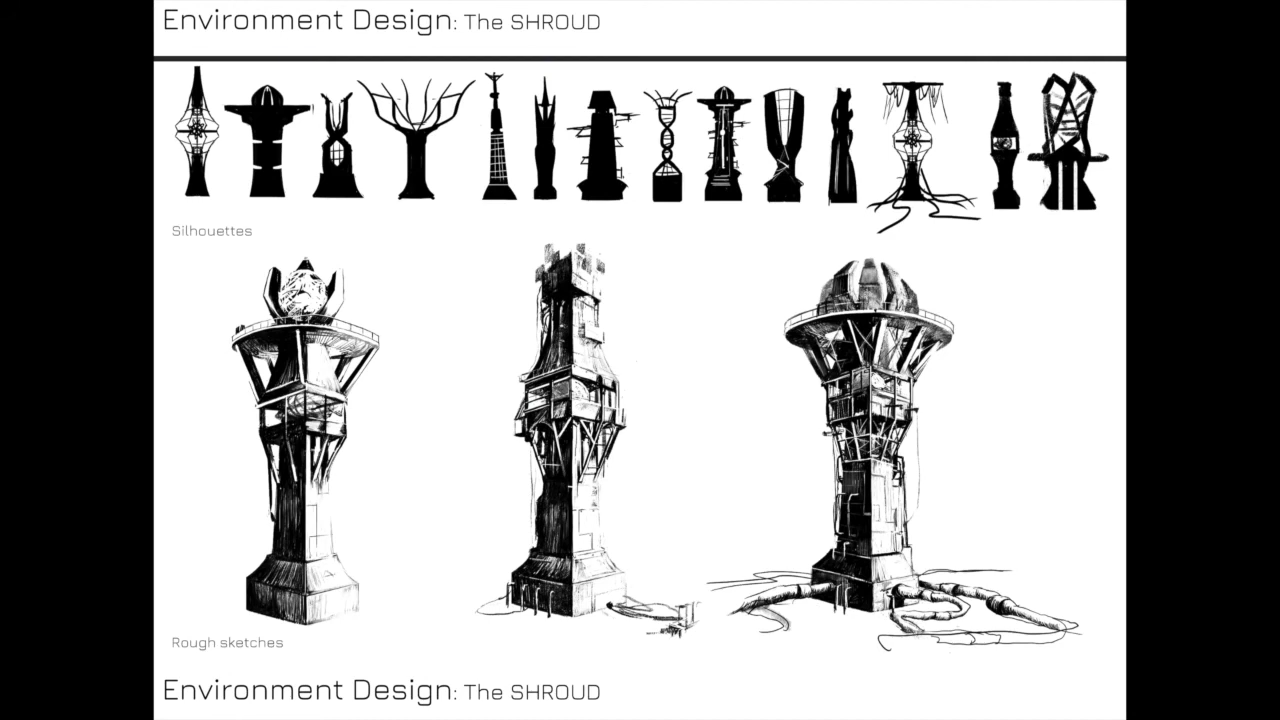 Environment Design: The SHROUD
Silhouettes
Rough sketches
Environment Design: The SHROUD